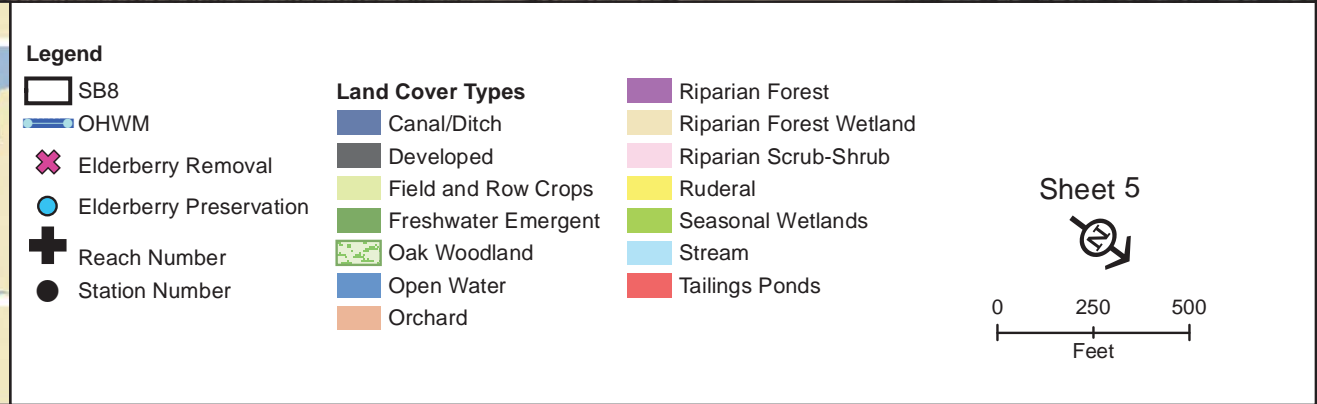 Legend
SB8
OHWM
Elderberry Removal
Elderberry Preservation
Reach Number
Station Number
Land Cover Types
Canal/Ditch
Developed
Field and Row Crops
Freshwater Emergent
Oak Woodland
Open Water
Orchard
Riparian Forest
Riparian Forest Wetland
Riparian Scrub-Shrub
Ruderal
Seasonal Wetlands
Stream
Tailings Ponds
Sheet 5
N
0 250 500
Feet